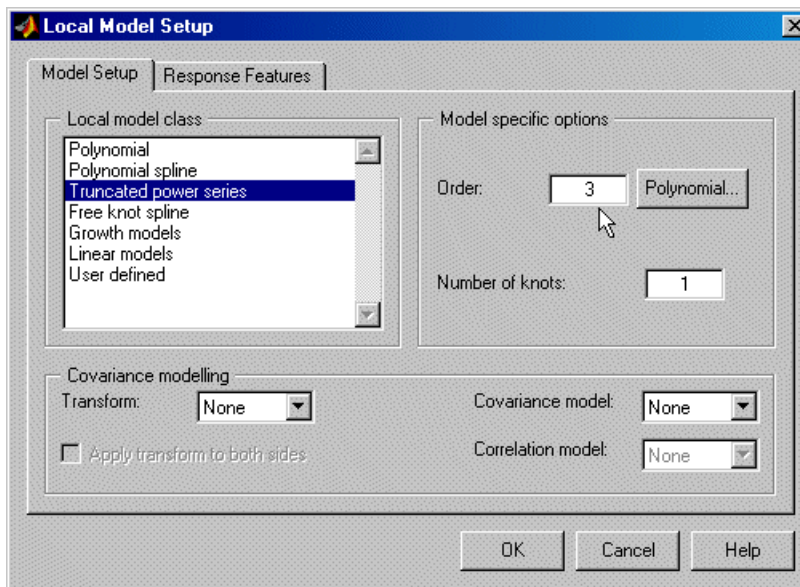 Local Model Setup
Model Setup
Response Features
Local model class
Polynomial
Polynomial spline
Truncated power series
Free knot spline
Growth models
Linear models
User defined
Model specific options
Order:
3
Polynomial...
Number of knots:
1
Covariance modelling
Transform:
None
Apply transform to both sides
Covariance model:
None
Correlation model:
None
OK
Cancel
Help